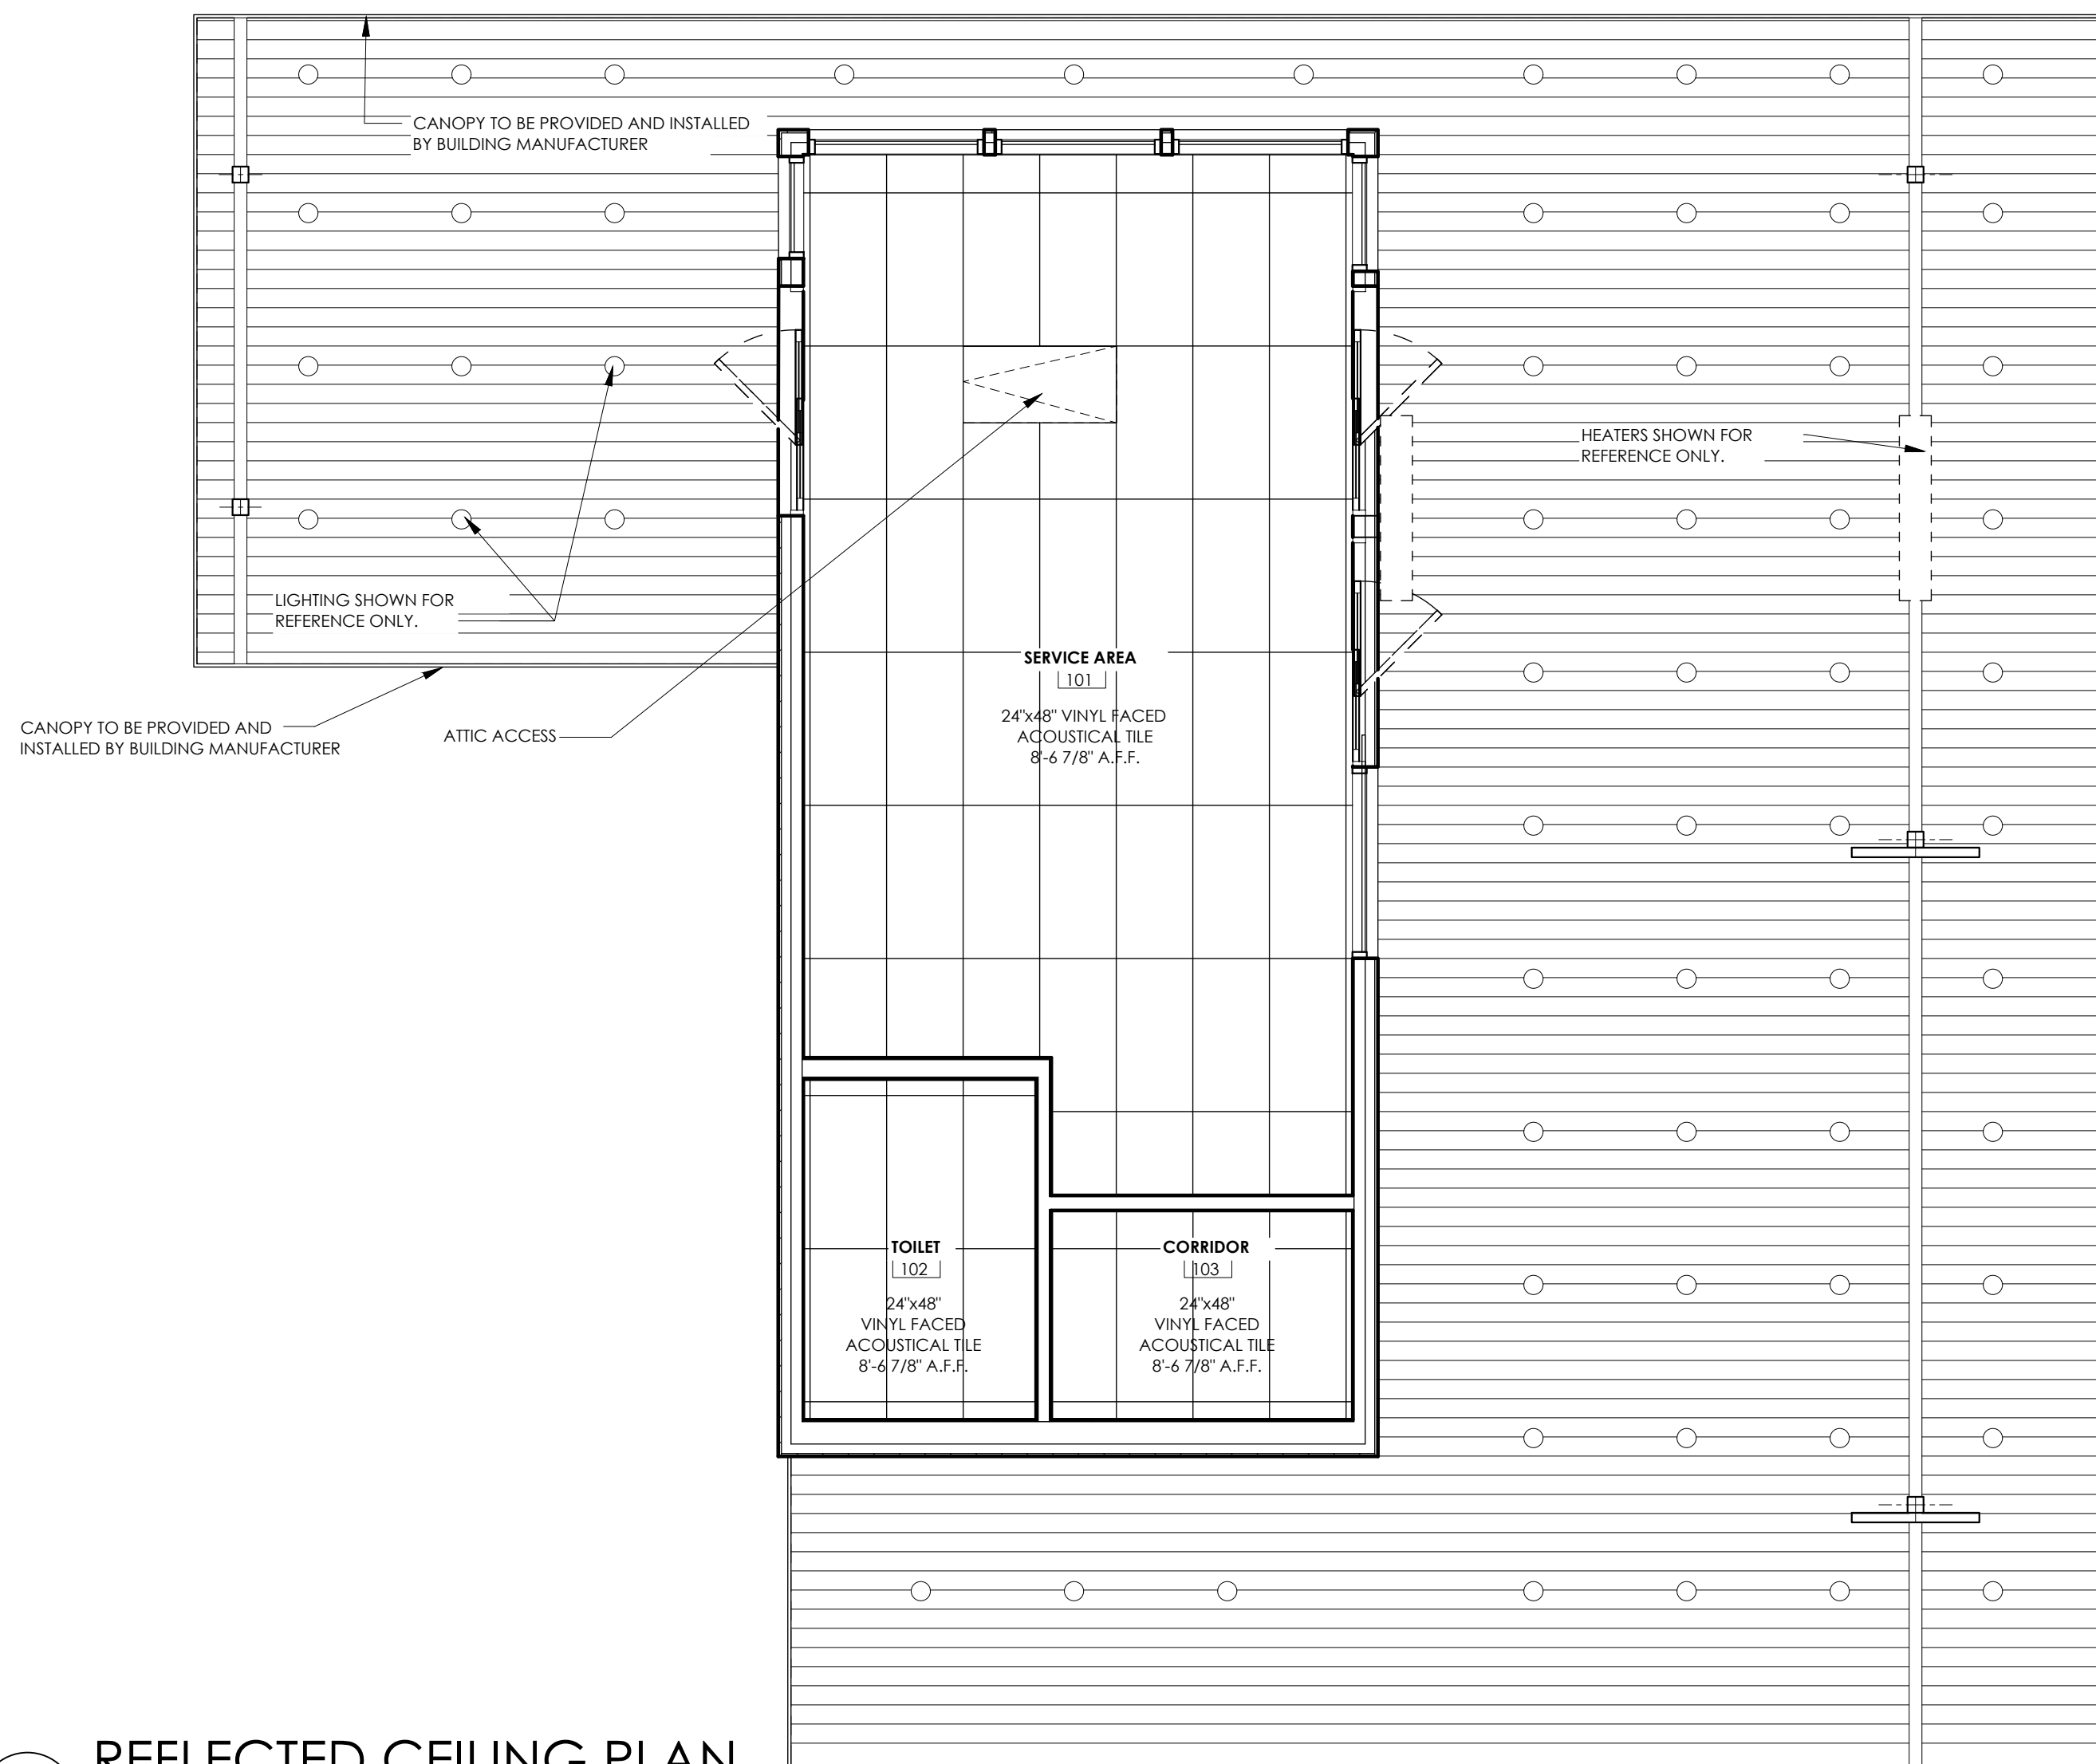 CANOPY TO BE PROVIDED AND INSTALLED
BY BUILDING MANUFACTURER
HEATERS SHOWN FOR
REFERENCE ONLY.
LIGHTING SHOWN FOR
REFERENCE ONLY.
SERVICE AREA
101
24"x48" VINYL FACED
ACOUSTICAL TILE
8'-6 7/8" A.F.F.
CANOPY TO BE PROVIDED AND
INSTALLED BY BUILDING MANUFACTURER
ATTIC ACCESS
TOILET
102
24"x48"
VINYL FACED
ACOUSTICAL TILE
8'-6 7/8" A.F.F.
CORRIDOR
103
24"x48"
VINYL FACED
ACOUSTICAL TILE
8'-6 7/8" A.F.F.
REFLECTED CEILING PLAN